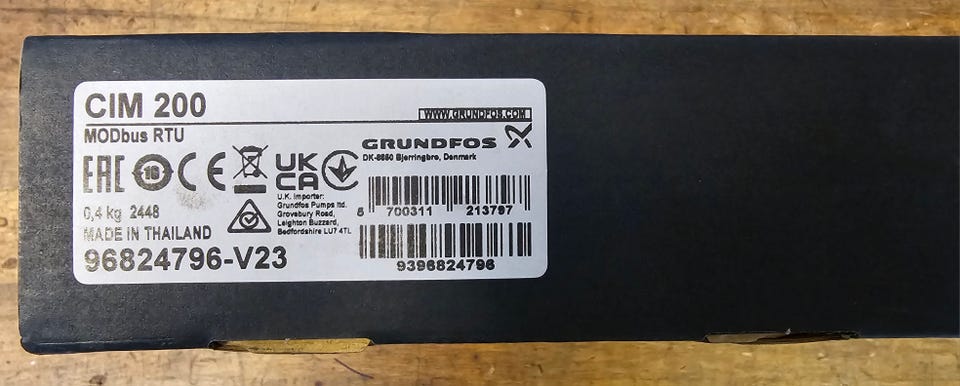 CIM 200
WWW.GRUNDFOS.COM
MODbus RTU
GRUNDFOS
DK-8850 Bjerringbro, Denmark
EAC
CE
UK
CA
U.K. Importer:
Grundfos Pumps ltd.
Grovebury Road,
Leighton Buzzard,
Bedfordshire LU7 4TL
0,4 kg 2448
MADE IN THAILAND
96824796-V23
5 700311 213797
9396824796